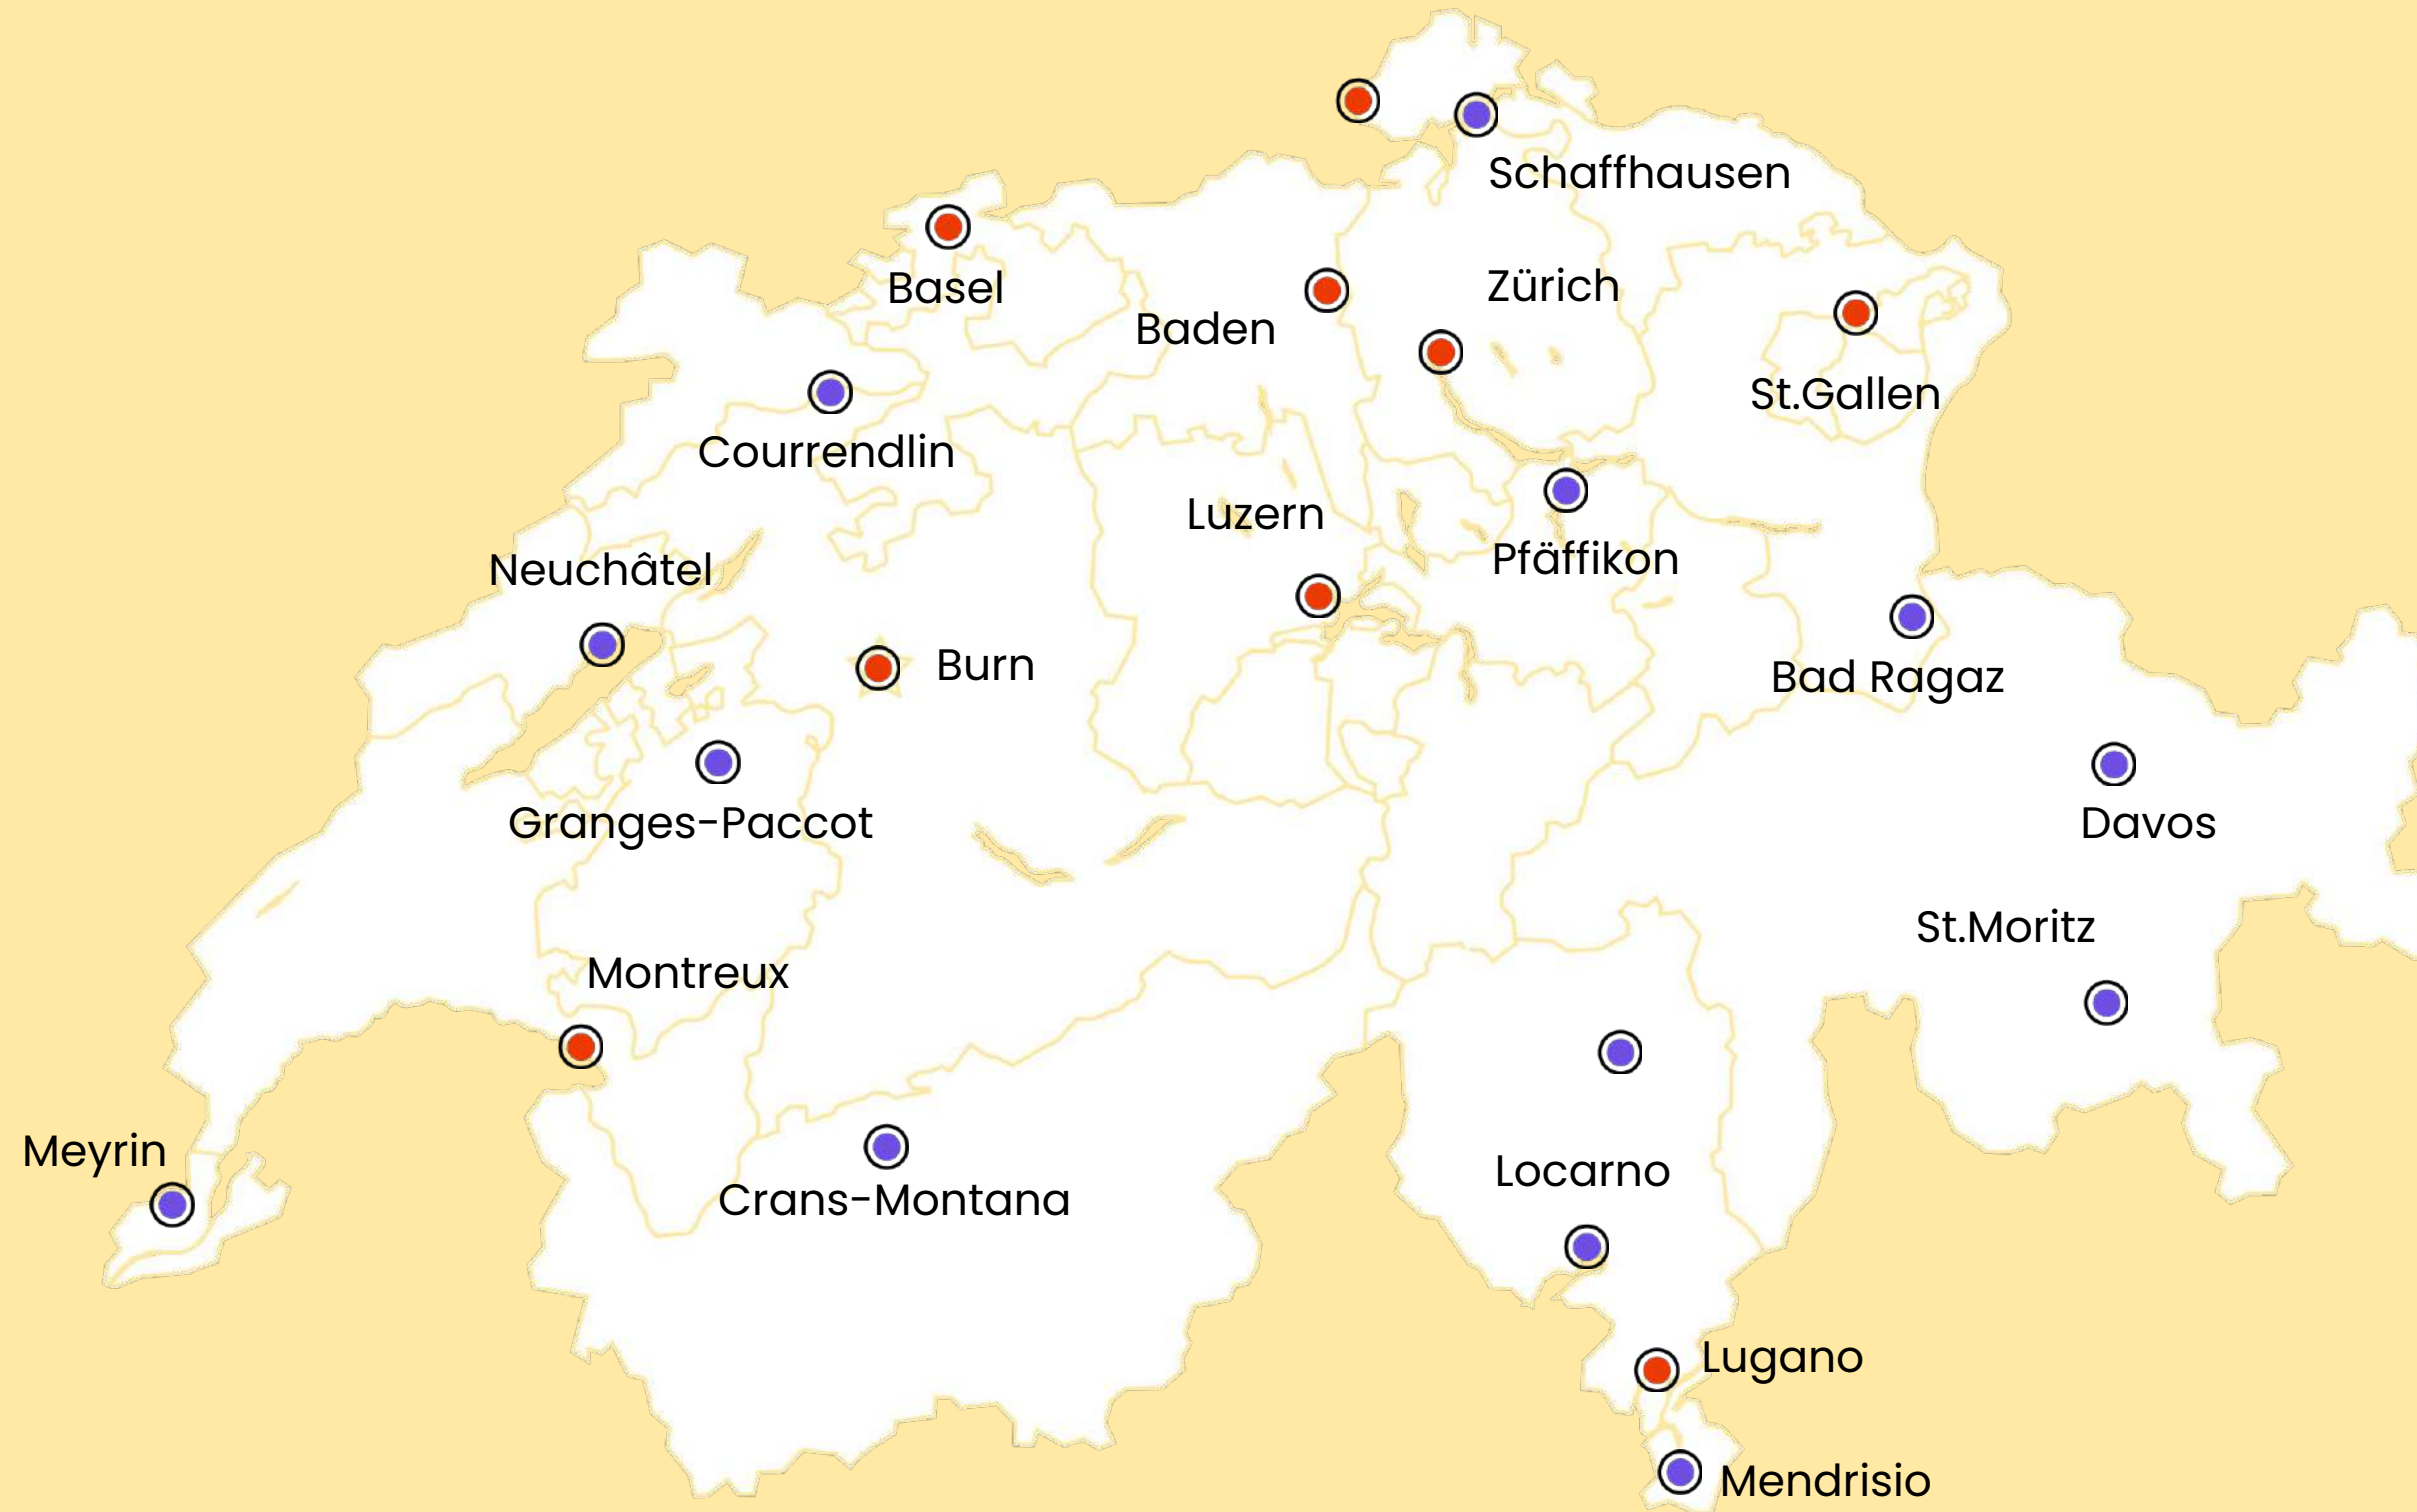 Schaffhausen
Basel
Zürich
Baden
St.Gallen
Courrendlin
Luzern
Pfäffikon
Neuchâtel
Burn
Bad Ragaz
Granges-Paccot
Davos
St.Moritz
Montreux
Meyrin
Locarno
Crans-Montana
Lugano
Mendrisio